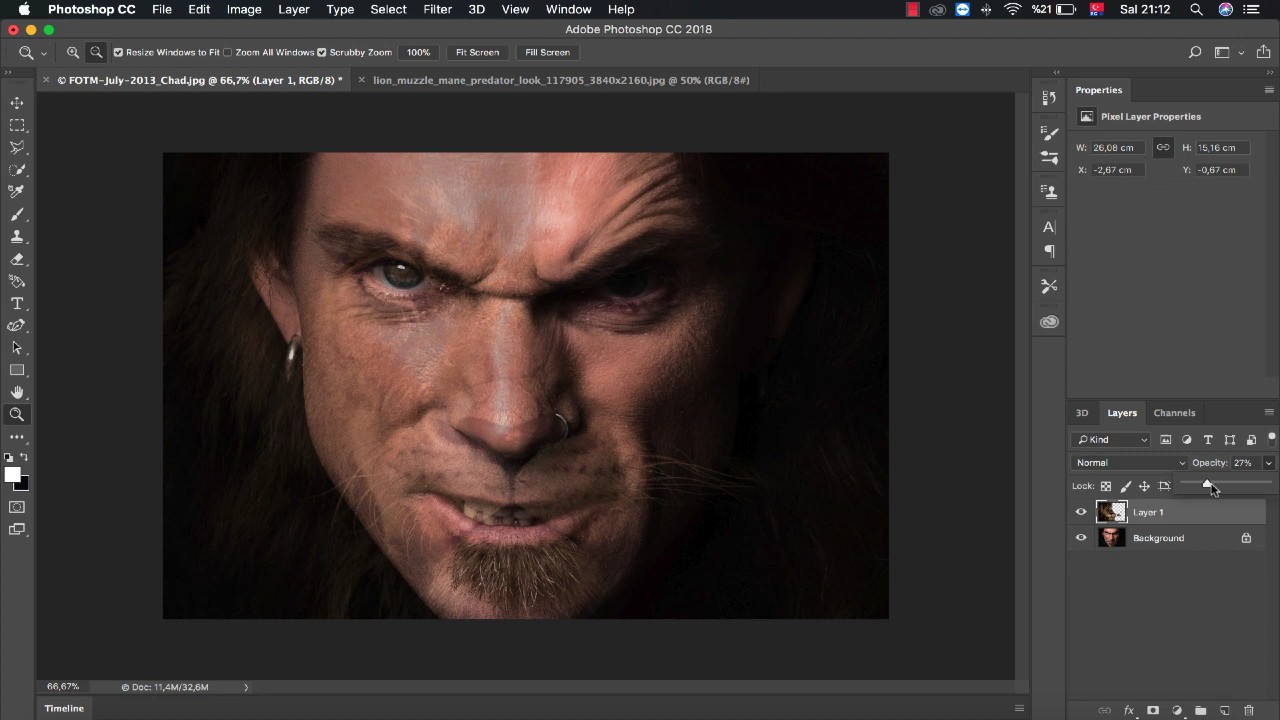 Photoshop CC File Edit Image Layer Type Select Filter 3D View Window Help %21 Sal 21:12
Adobe Photoshop CC 2018
Resize Windows to Fit Zoom All Windows Scrubby Zoom 100% Fit Screen Fill Screen
© FOTM-July-2013_Chad.jpg @ 66,7% (Layer 1, RGB/8) * lion_muzzle_mane_predator_look_117905_3840x2160.jpg @ 50% (RGB/8#)
Properties
Pixel Layer Properties
W: 26,08 cm H: 15,16 cm
X: -2,67 cm Y: -0,67 cm
3D Layers Channels
Kind
Normal Opacity: 27%
Lock:
Layer 1
Background
66,67% Doc: 11,4M/32,6M
Timeline